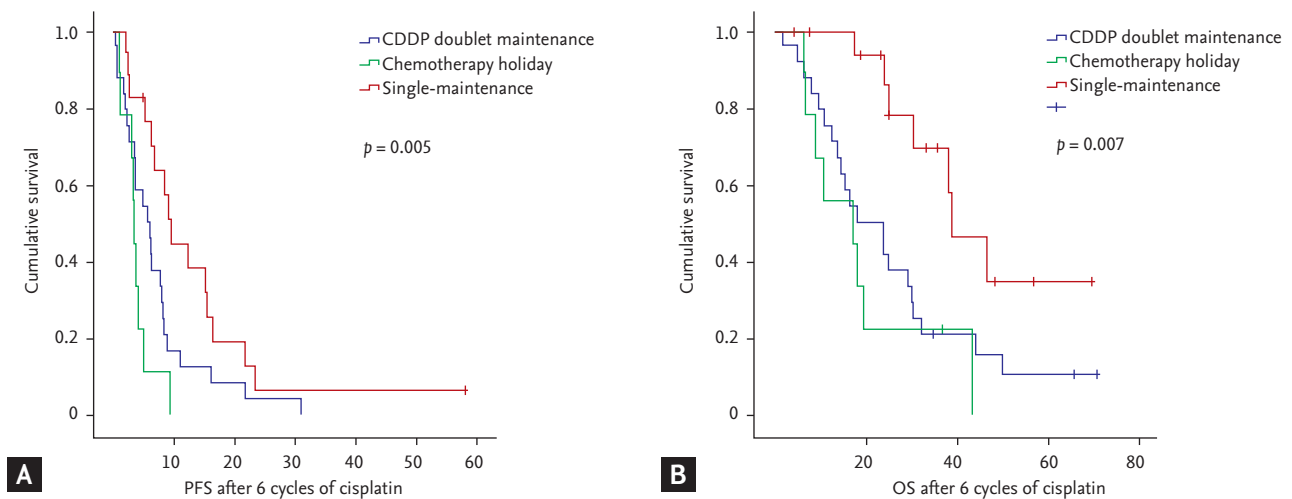 1.0
0.8
0.6
0.4
0.2
0
Cumulative survival
CDDP doublet maintenance
Chemotherapy holiday
Single-maintenance
p = 0.005
10 20 30 40 50 60
PFS after 6 cycles of cisplatin
A
1.0
0.8
0.6
0.4
0.2
0
Cumulative survival
CDDP doublet maintenance
Chemotherapy holiday
Single-maintenance
p = 0.007
20 40 60 80
OS after 6 cycles of cisplatin
B